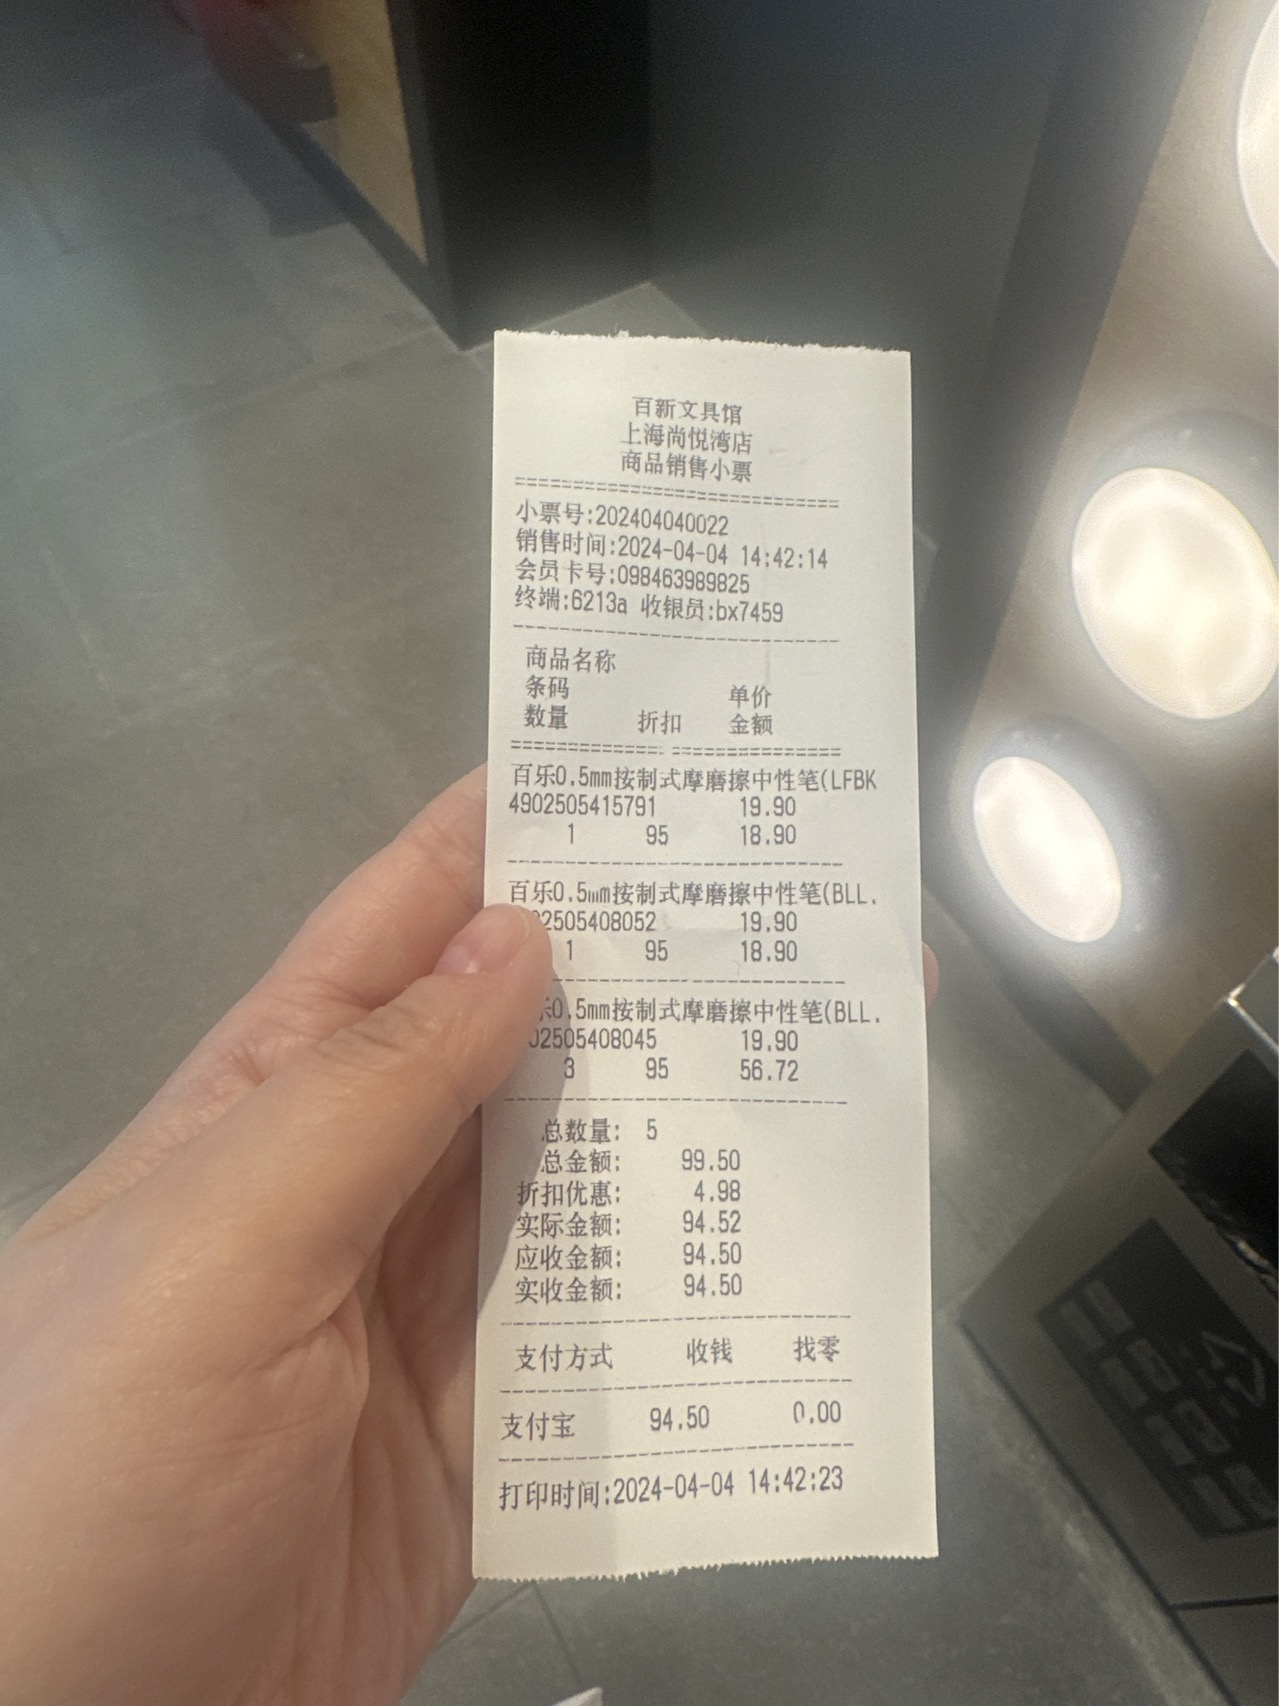 百新文具馆
上海尚悦湾店
商品销售小票
==============================
小票号:202404040022
销售时间:2024-04-04 14:42:14
会员卡号:098463989825
终端:6213a 收银员:bx7459
------------------------------
商品名称
条码 单价
数量 折扣 金额
==============================
百乐0.5mm按制式摩磨擦中性笔(LFBK
4902505415791 19.90
1 95 18.90
------------------------------
百乐0.5mm按制式摩磨擦中性笔(BLL.
02505408052 19.90
1 95 18.90
------------------------------
乐0.5mm按制式摩磨擦中性笔(BLL.
02505408045 19.90
3 95 56.72
------------------------------
总数量: 5
总金额: 99.50
折扣优惠: 4.98
实际金额: 94.52
应收金额: 94.50
实收金额: 94.50
------------------------------
支付方式 收钱 找零
------------------------------
支付宝 94.50 0.00
------------------------------
打印时间:2024-04-04 14:42:23